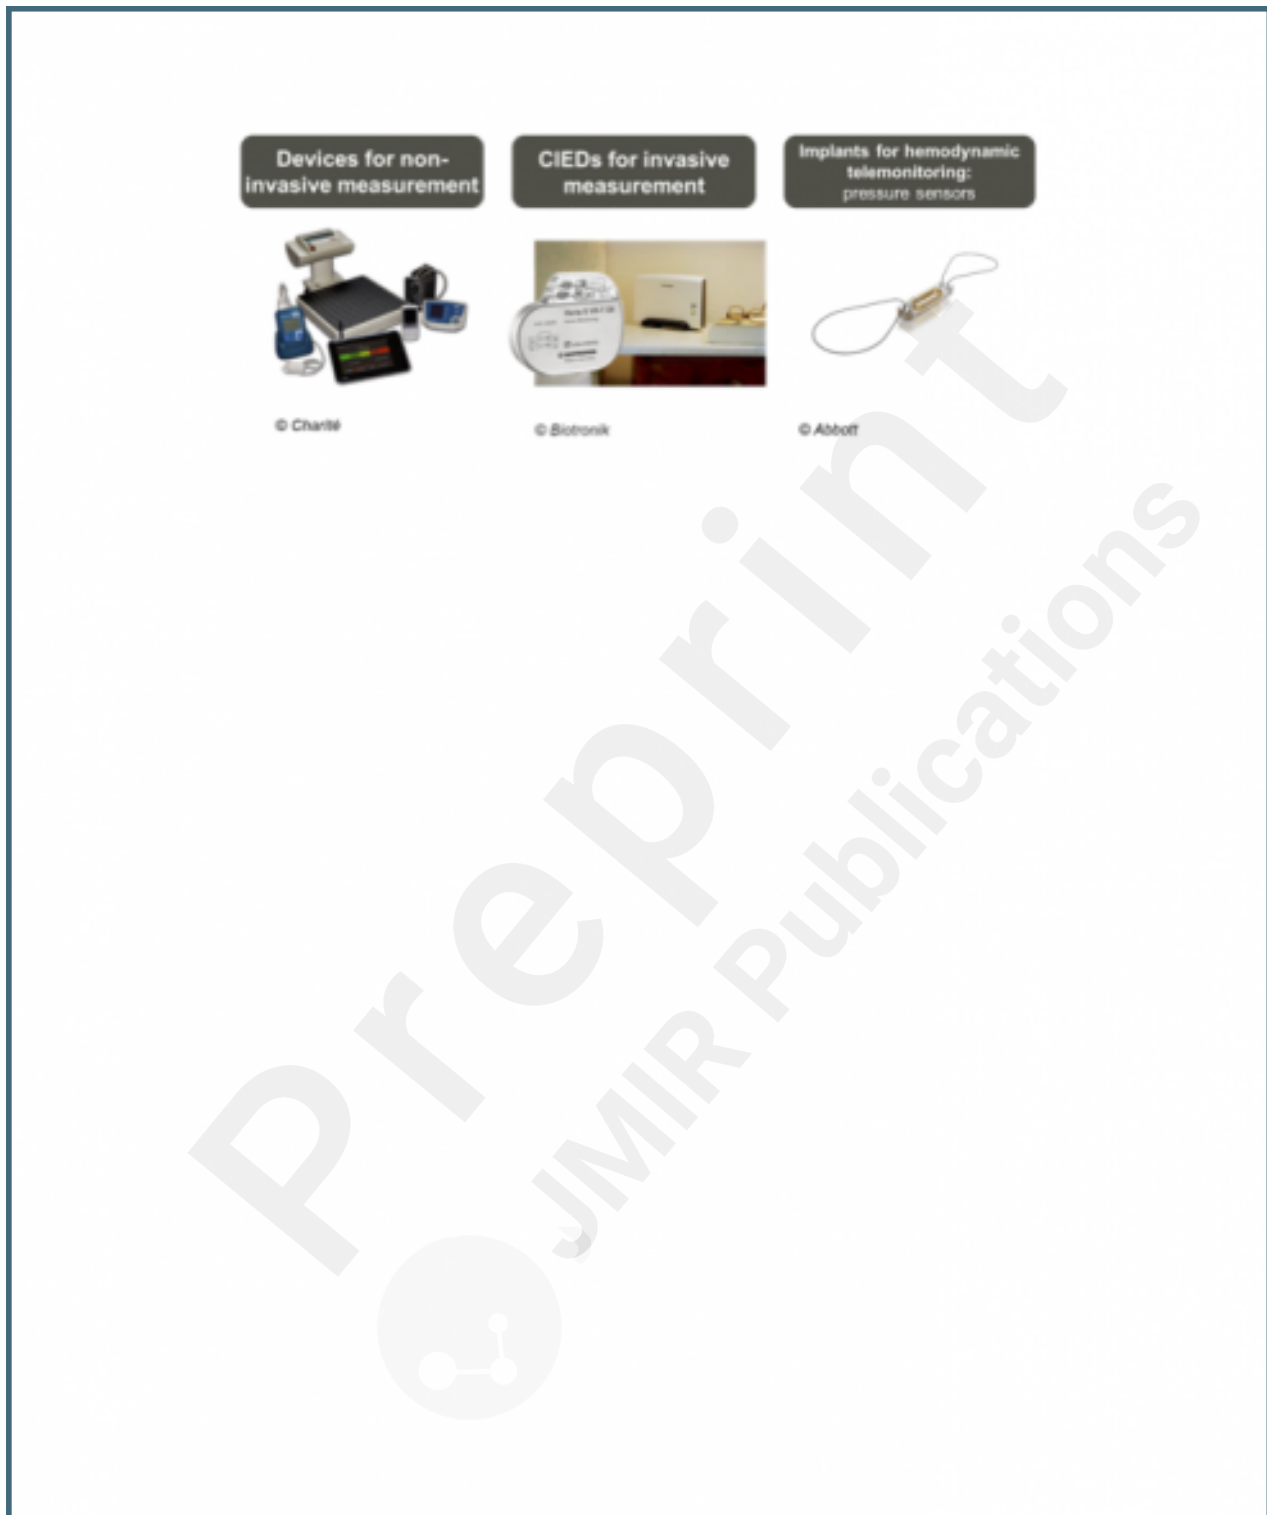 Devices for non-
invasive measurement
CIEDs for invasive
measurement
Implants for hemodynamic
telemonitoring:
pressure sensors
© Charité
© Biotronik
© Abbott
Preprint
JMIR Publications